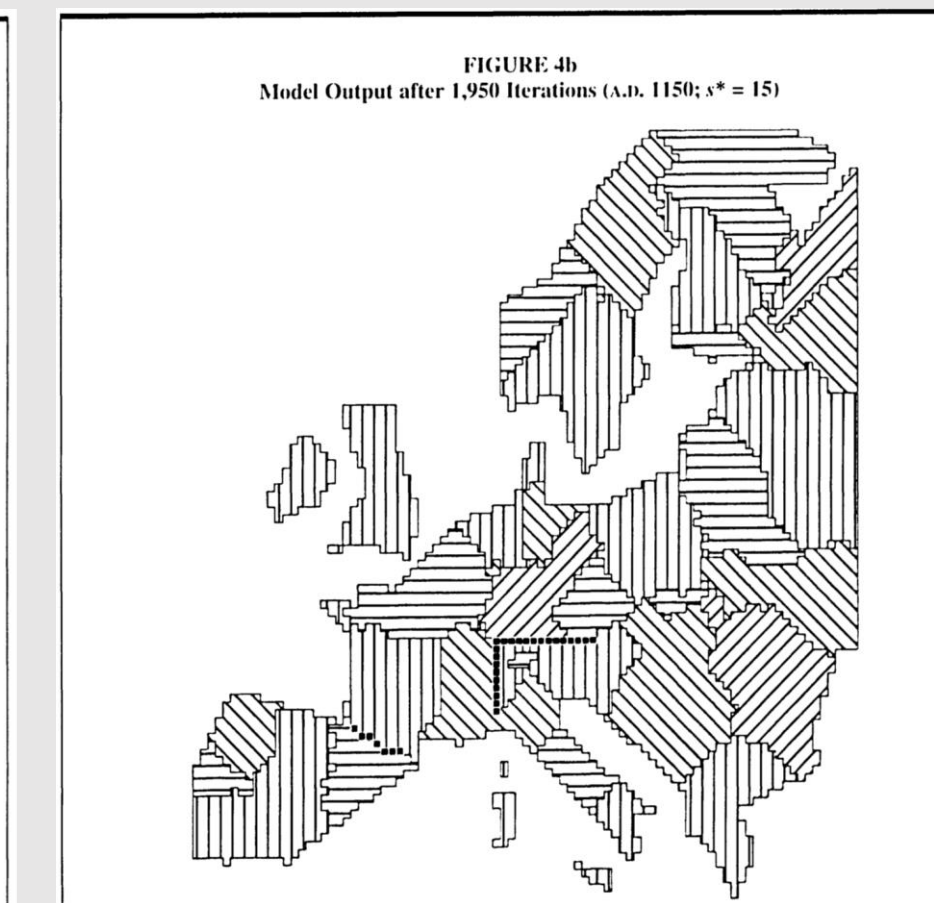 FIGURE 4b
Model Output after 1,950 Iterations (A.D. 1150; s* = 15)